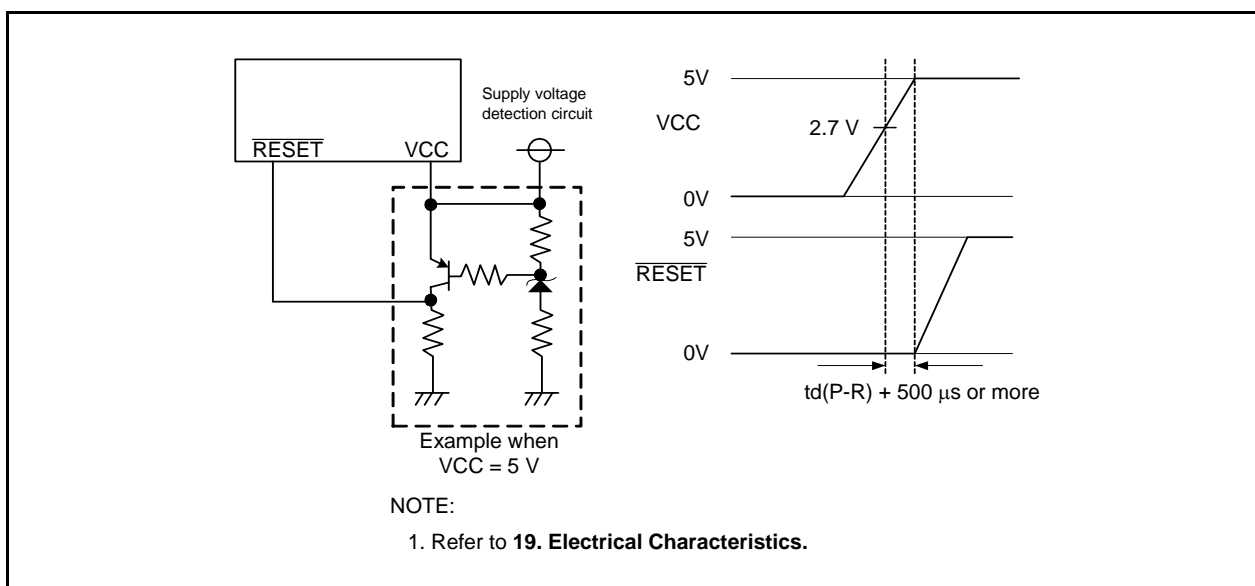 Supply voltage
detection circuit
RESET
VCC
Example when
VCC = 5 V
5V
VCC
2.7 V
0V
5V
RESET
0V
td(P-R) + 500 μs or more
NOTE:
1. Refer to 19. Electrical Characteristics.